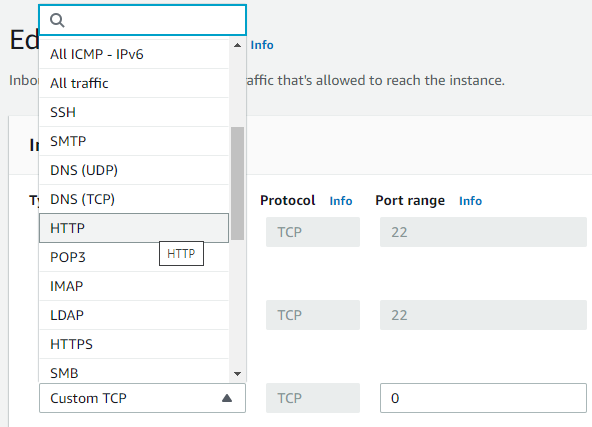 Ed
Info
All ICMP - IPv6
Inbo
affic that's allowed to reach the instance.
All traffic
SSH
SMTP
In
DNS (UDP)
DNS (TCP)
Ty
Protocol Info
Port range Info
HTTP
TCP
22
HTTP
POP3
IMAP
LDAP
TCP
22
HTTPS
SMB
Custom TCP
TCP
0